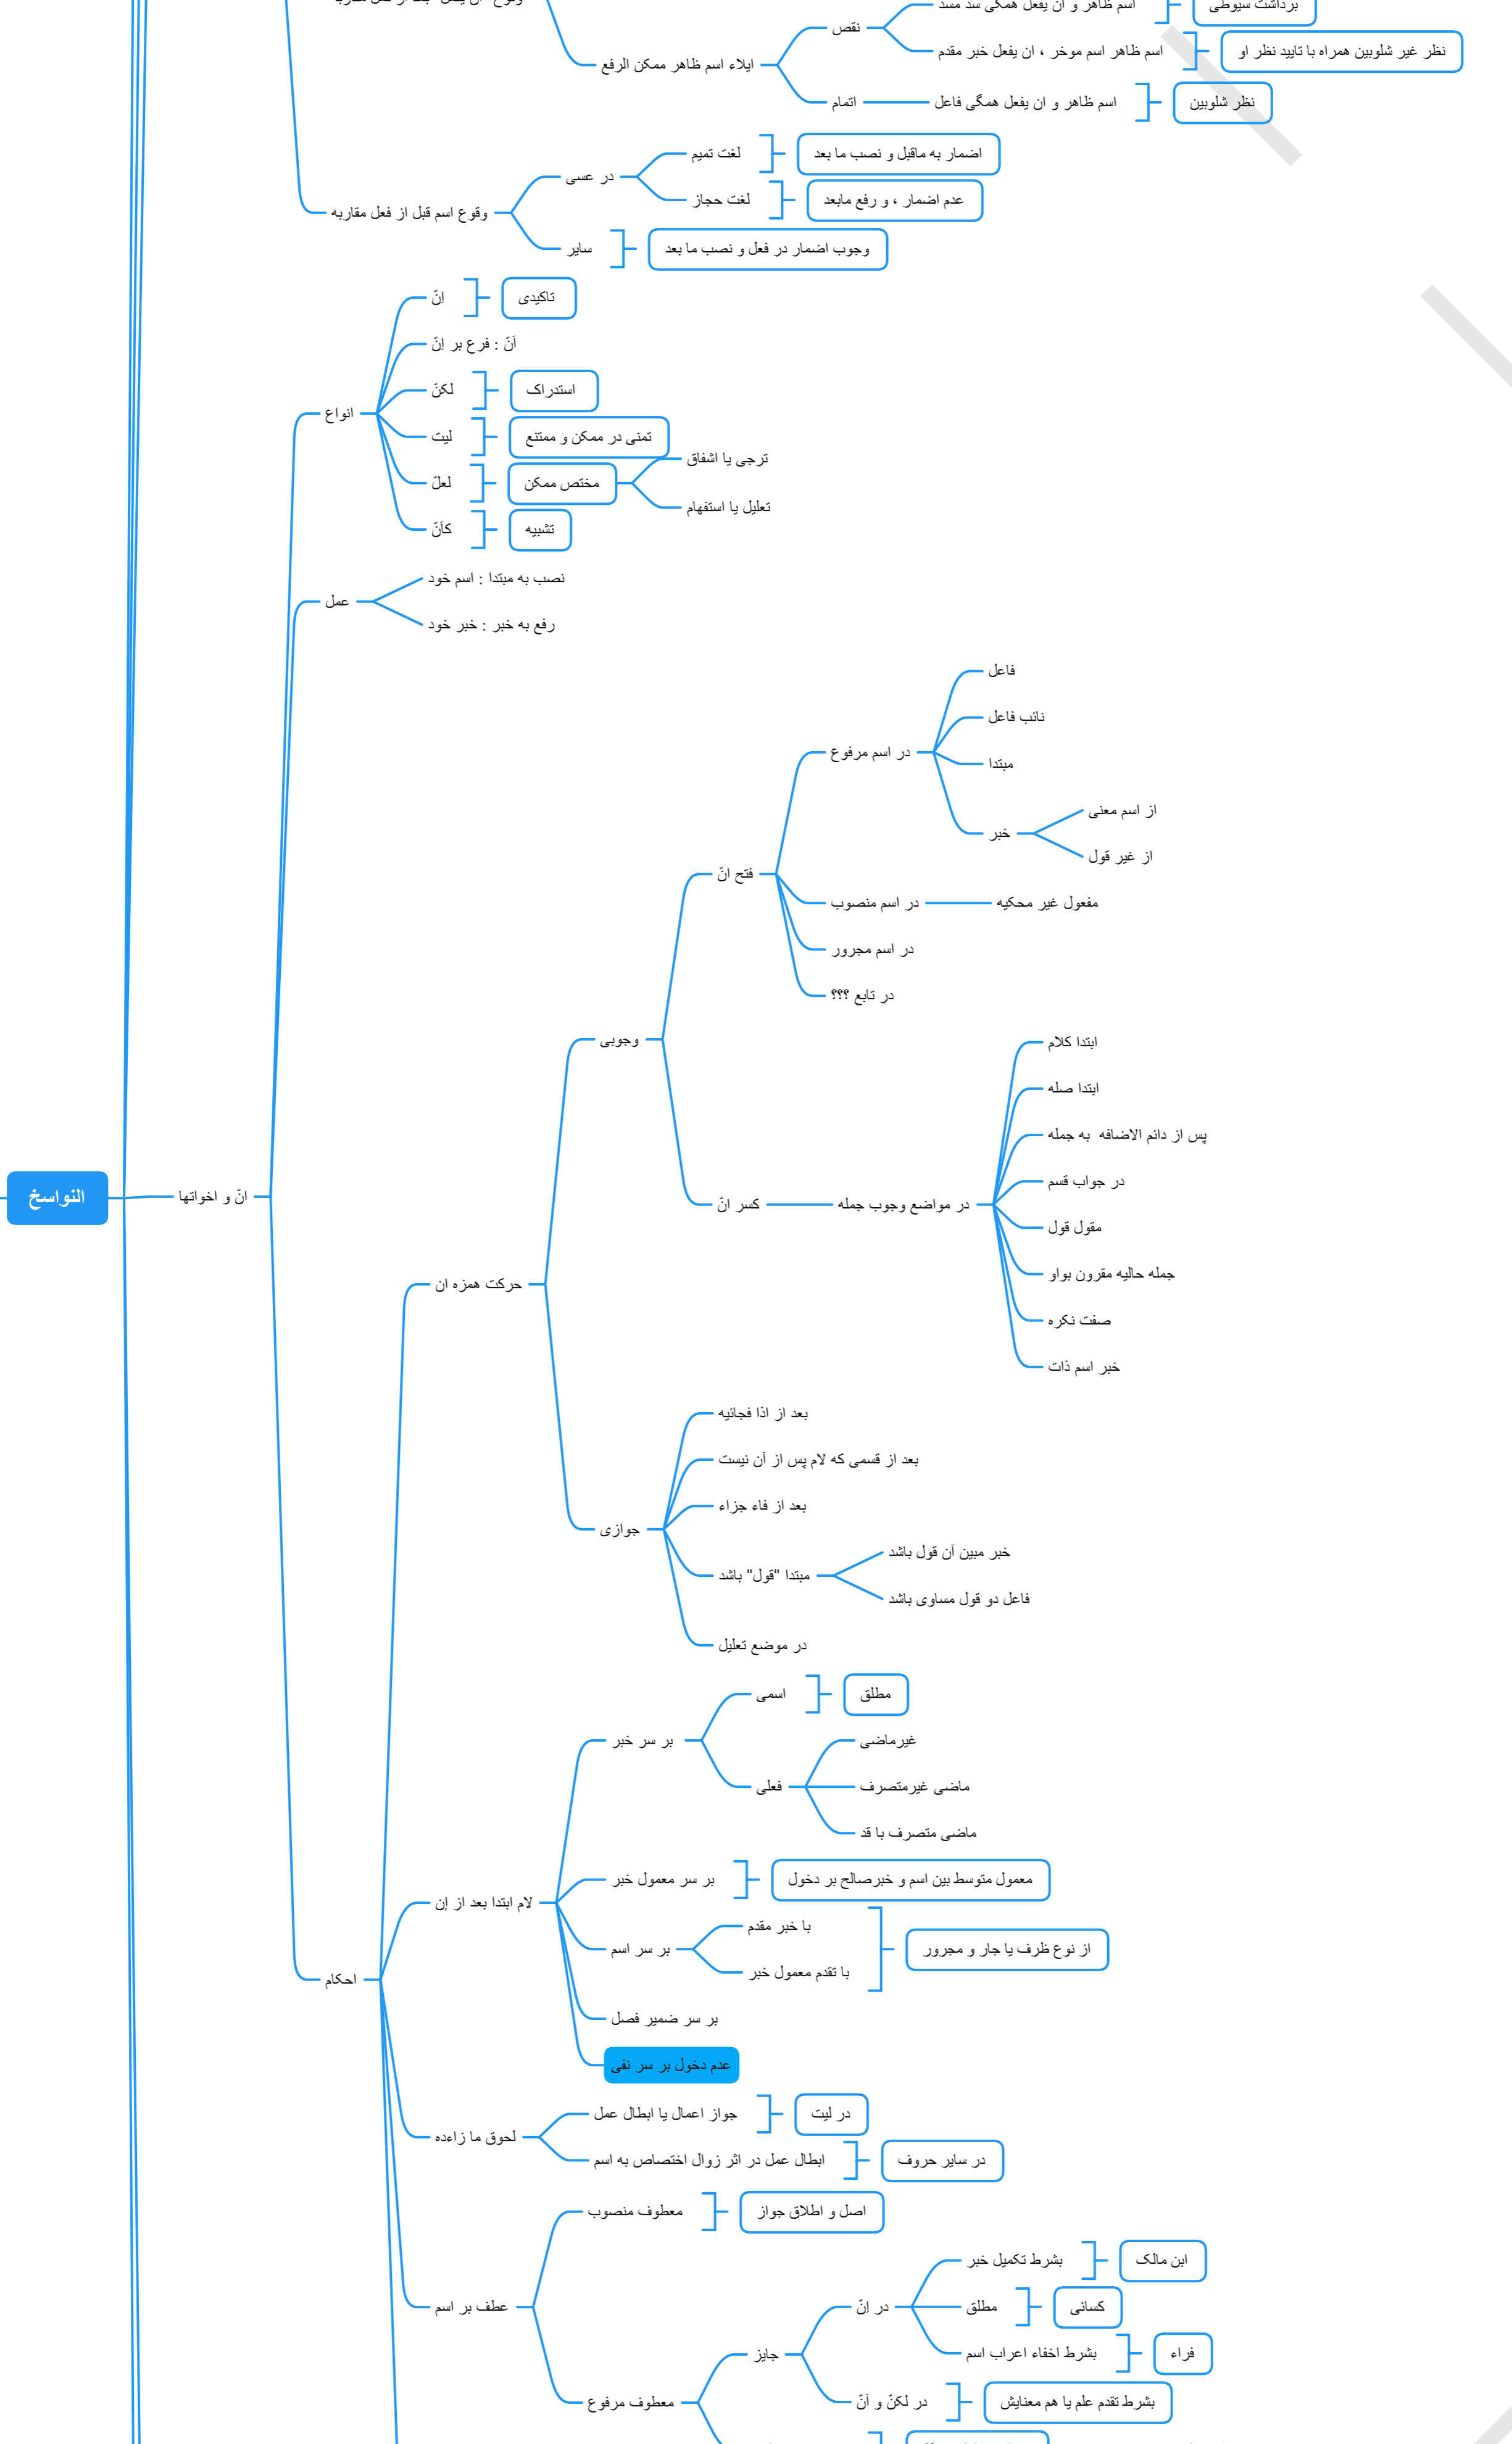 برداشت سیوطی
اسم ظاهر و ان یفعل همگی سد مسد
نقص
نظر غیر شلوبین همراه با تایید نظر او
اسم ظاهر اسم موخر ، ان یفعل خبر مقدم
ایلاء اسم ظاهر ممکن الرفع
اتمام
اسم ظاهر و ان یفعل همگی فاعل
نظر شلوبین
لغت تمیم
اضمار به ماقبل و نصب ما بعد
در عسی
لغت حجاز
عدم اضمار ، و رفع مابعد
وقوع اسم قبل از فعل مقاربه
سایر
وجوب اضمار در فعل و نصب ما بعد
إنّ
تاکیدی
أنّ : فرع بر إنّ
لکنّ
استدراک
انواع
لیت
تمنی در ممکن و ممتنع
ترجی یا اشفاق
لعلّ
مختص ممکن
تعلیل یا استفهام
کأنّ
تشبیه
نصب به مبتدا : اسم خود
عمل
رفع به خبر : خبر خود
فاعل
نائب فاعل
در اسم مرفوع
مبتدا
از اسم معنی
خبر
از غیر قول
فتح انّ
در اسم منصوب
مفعول غیر محکیه
در اسم مجرور
در تابع ؟؟؟
وجوبی
ابتدا کلام
ابتدا صله
پس از دائم الاضافه به جمله
در جواب قسم
النواسخ
انّ و اخواتها
کسر انّ
در مواضع وجوب جمله
مقول قول
جمله حالیه مقرون بواو
حرکت همزه ان
صفت نکره
خبر اسم ذات
بعد از اذا فجائیه
بعد از قسمی که لام پس از آن نیست
بعد از فاء جزاء
جوازی
خبر مبین آن قول باشد
مبتدا "قول" باشد
فاعل دو قول مساوی باشد
در موضع تعلیل
اسمی
مطلق
بر سر خبر
غیرماضی
فعلی
ماضی غیرمتصرف
ماضی متصرف با قد
بر سر معمول خبر
معمول متوسط بین اسم و خبرصالح بر دخول
لام ابتدا بعد از إن
با خبر مقدم
بر سر اسم
از نوع ظرف یا جار و مجرور
با تقدم معمول خبر
احکام
بر سر ضمیر فصل
عدم دخول بر سر نفی
جواز اعمال یا ابطال عمل
در لیت
لحوق ما زاءده
ابطال عمل در اثر زوال اختصاص به اسم
در سایر حروف
معطوف منصوب
اصل و اطلاق جواز
بشرط تکمیل خبر
ابن مالک
عطف بر اسم
در إنّ
مطلق
کسائی
جایز
بشرط اخفاء اعراب اسم
فراء
معطوف مرفوع
در لکنّ و أنّ
بشرط تقدم علم یا هم معنایش